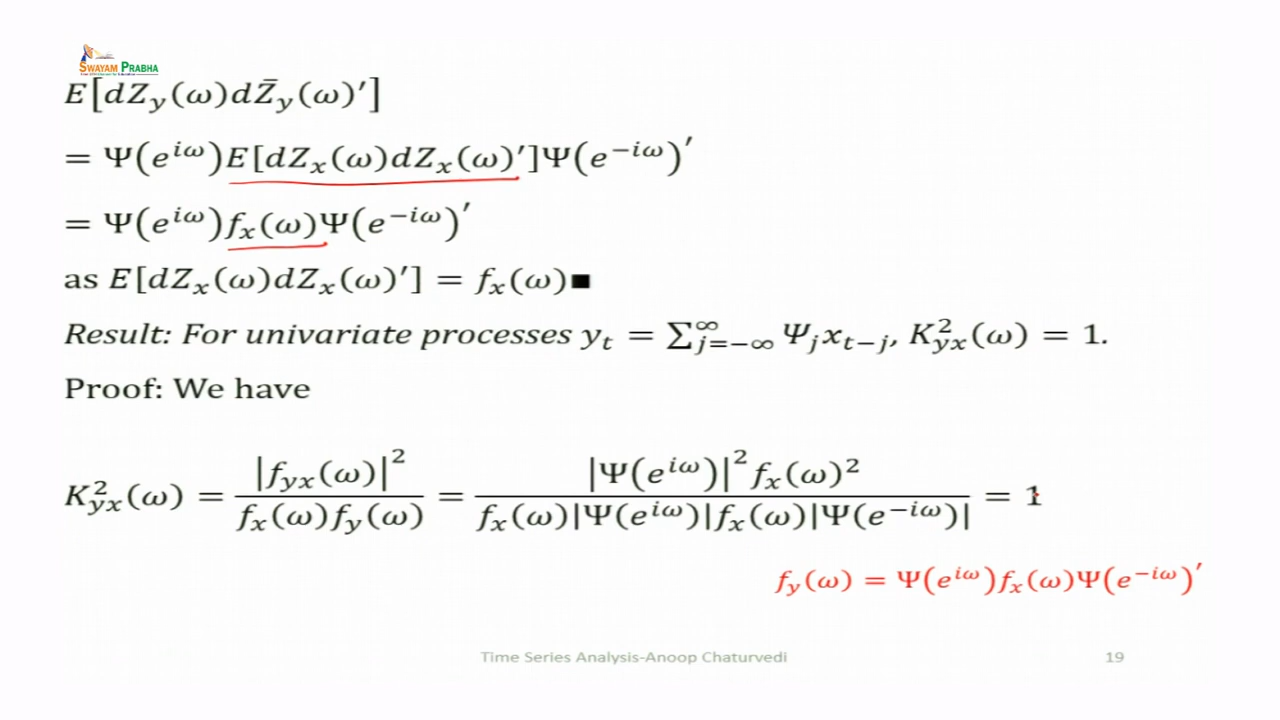 SWAYAM PRABHA
E[dZ_y(ω)dZ̄_y(ω)′]
= Ψ(e^{iω})E[dZ_x(ω)dZ_x(ω)′]Ψ(e^{−iω})′
= Ψ(e^{iω})f_x(ω)Ψ(e^{−iω})′
as E[dZ_x(ω)dZ_x(ω)′] = f_x(ω)■
Result: For univariate processes y_t = ∑_{j=−∞}^{∞} Ψ_j x_{t−j}, K_{yx}^2(ω) = 1.
Proof: We have
K_{yx}^2(ω) = |f_{yx}(ω)|^2 / f_x(ω)f_y(ω) = |Ψ(e^{iω})|^2 f_x(ω)^2 / f_x(ω)|Ψ(e^{iω})|f_x(ω)|Ψ(e^{−iω})| = 1
f_y(ω) = Ψ(e^{iω})f_x(ω)Ψ(e^{−iω})′
Time Series Analysis-Anoop Chaturvedi 19